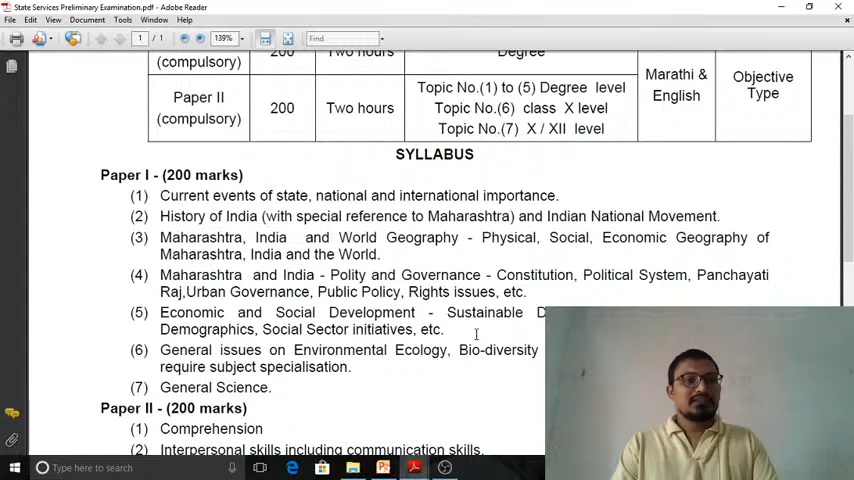 State Services Preliminary Examination.pdf - Adobe Reader
File Edit View Document Tools Window Help
1 / 1 139% Find
(compulsory) 200 Two hours Degree
Paper II
(compulsory)
200
Two hours
Topic No.(1) to (5) Degree level
Topic No.(6) class X level
Topic No.(7) X / XII level
Marathi &
English
Objective
Type
SYLLABUS
Paper I - (200 marks)
(1) Current events of state, national and international importance.
(2) History of India (with special reference to Maharashtra) and Indian National Movement.
(3) Maharashtra, India and World Geography - Physical, Social, Economic Geography of
Maharashtra, India and the World.
(4) Maharashtra and India - Polity and Governance - Constitution, Political System, Panchayati
Raj,Urban Governance, Public Policy, Rights issues, etc.
(5) Economic and Social Development - Sustainable D
Demographics, Social Sector initiatives, etc.
(6) General issues on Environmental Ecology, Bio-diversity
require subject specialisation.
(7) General Science.
Paper II - (200 marks)
(1) Comprehension
(2) Interpersonal skills including communication skills.
Type here to search